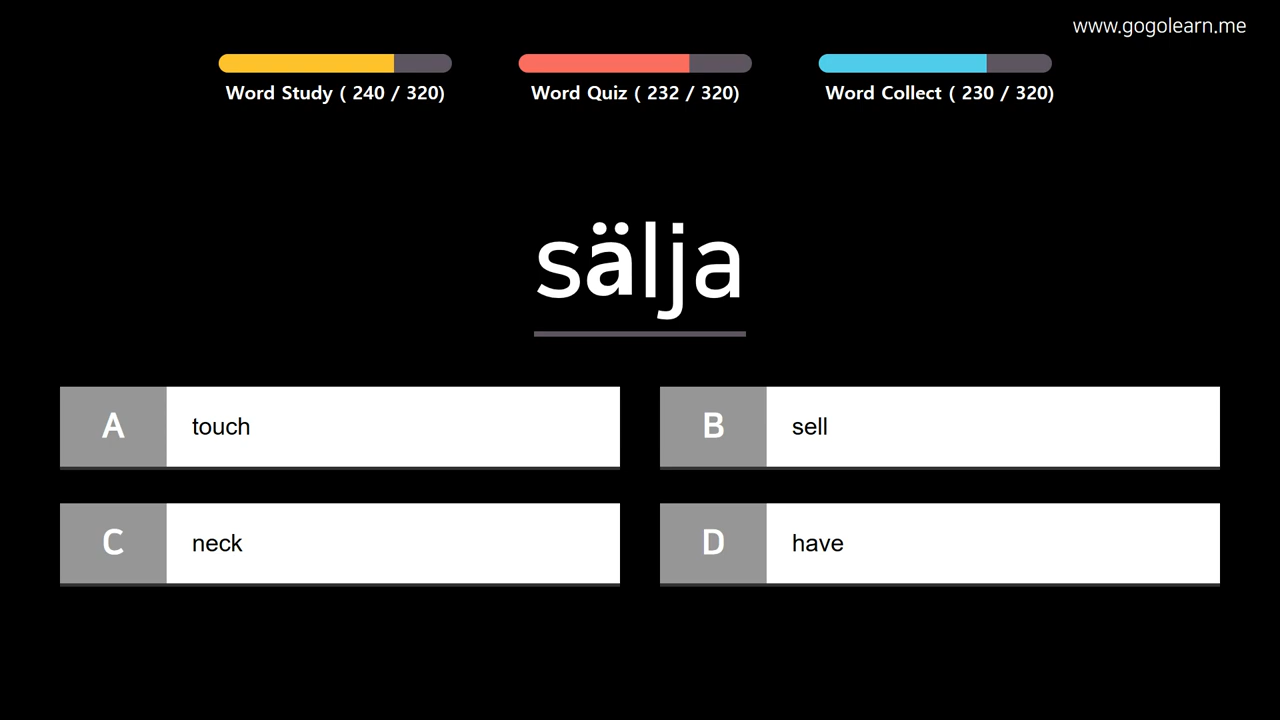 www.gogolearn.me
Word Study ( 240 / 320)
Word Quiz ( 232 / 320)
Word Collect ( 230 / 320)
sälja
A touch
B sell
C neck
D have